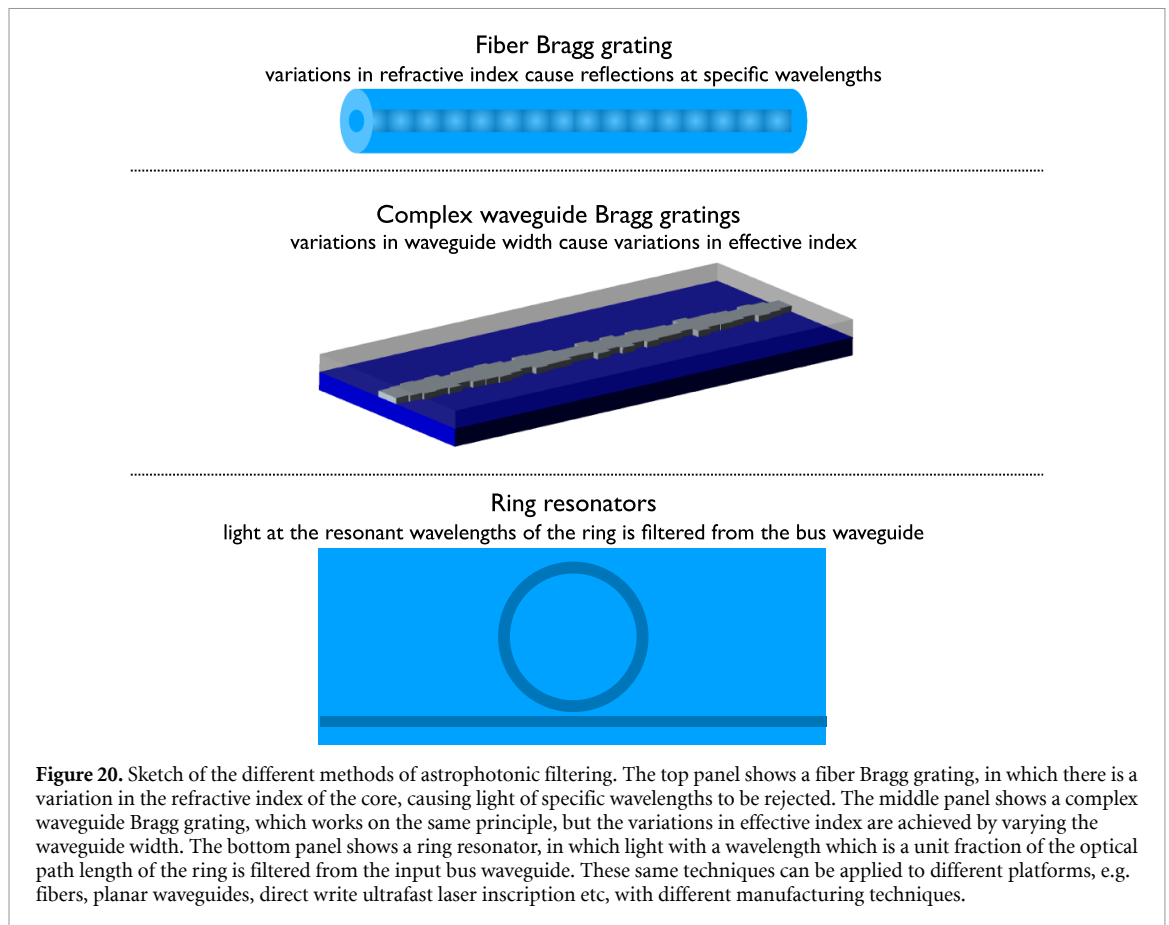 Fiber Bragg grating
variations in refractive index cause reflections at specific wavelengths
Complex waveguide Bragg gratings
variations in waveguide width cause variations in effective index
Ring resonators
light at the resonant wavelengths of the ring is filtered from the bus waveguide
Figure 20. Sketch of the different methods of astrophotonic filtering. The top panel shows a fiber Bragg grating, in which there is a
variation in the refractive index of the core, causing light of specific wavelengths to be rejected. The middle panel shows a complex
waveguide Bragg grating, which works on the same principle, but the variations in effective index are achieved by varying the
waveguide width. The bottom panel shows a ring resonator, in which light with a wavelength which is a unit fraction of the optical
path length of the ring is filtered from the input bus waveguide. These same techniques can be applied to different platforms, e.g.
fibers, planar waveguides, direct write ultrafast laser inscription etc, with different manufacturing techniques.